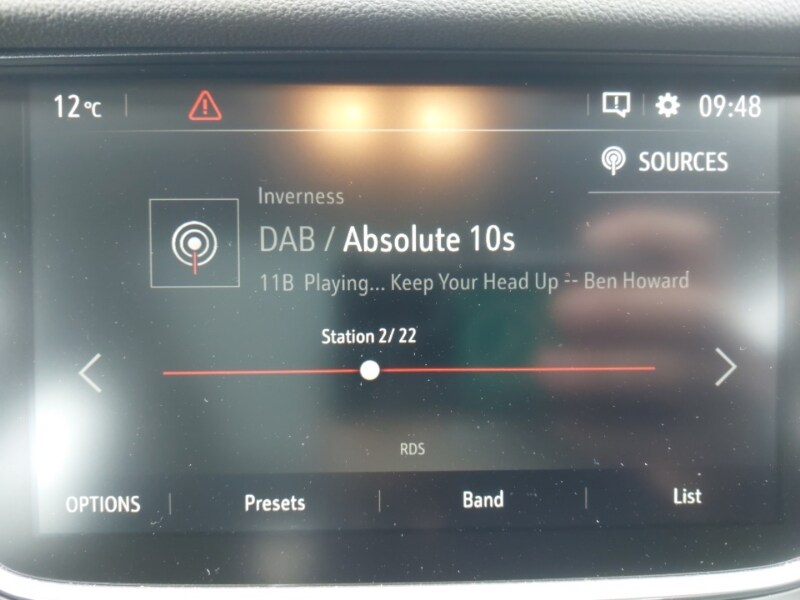 12°C
09:48
SOURCES
Inverness
DAB / Absolute 10s
11B Playing... Keep Your Head Up -- Ben Howard
Station 2/ 22
RDS
OPTIONS
Presets
Band
List